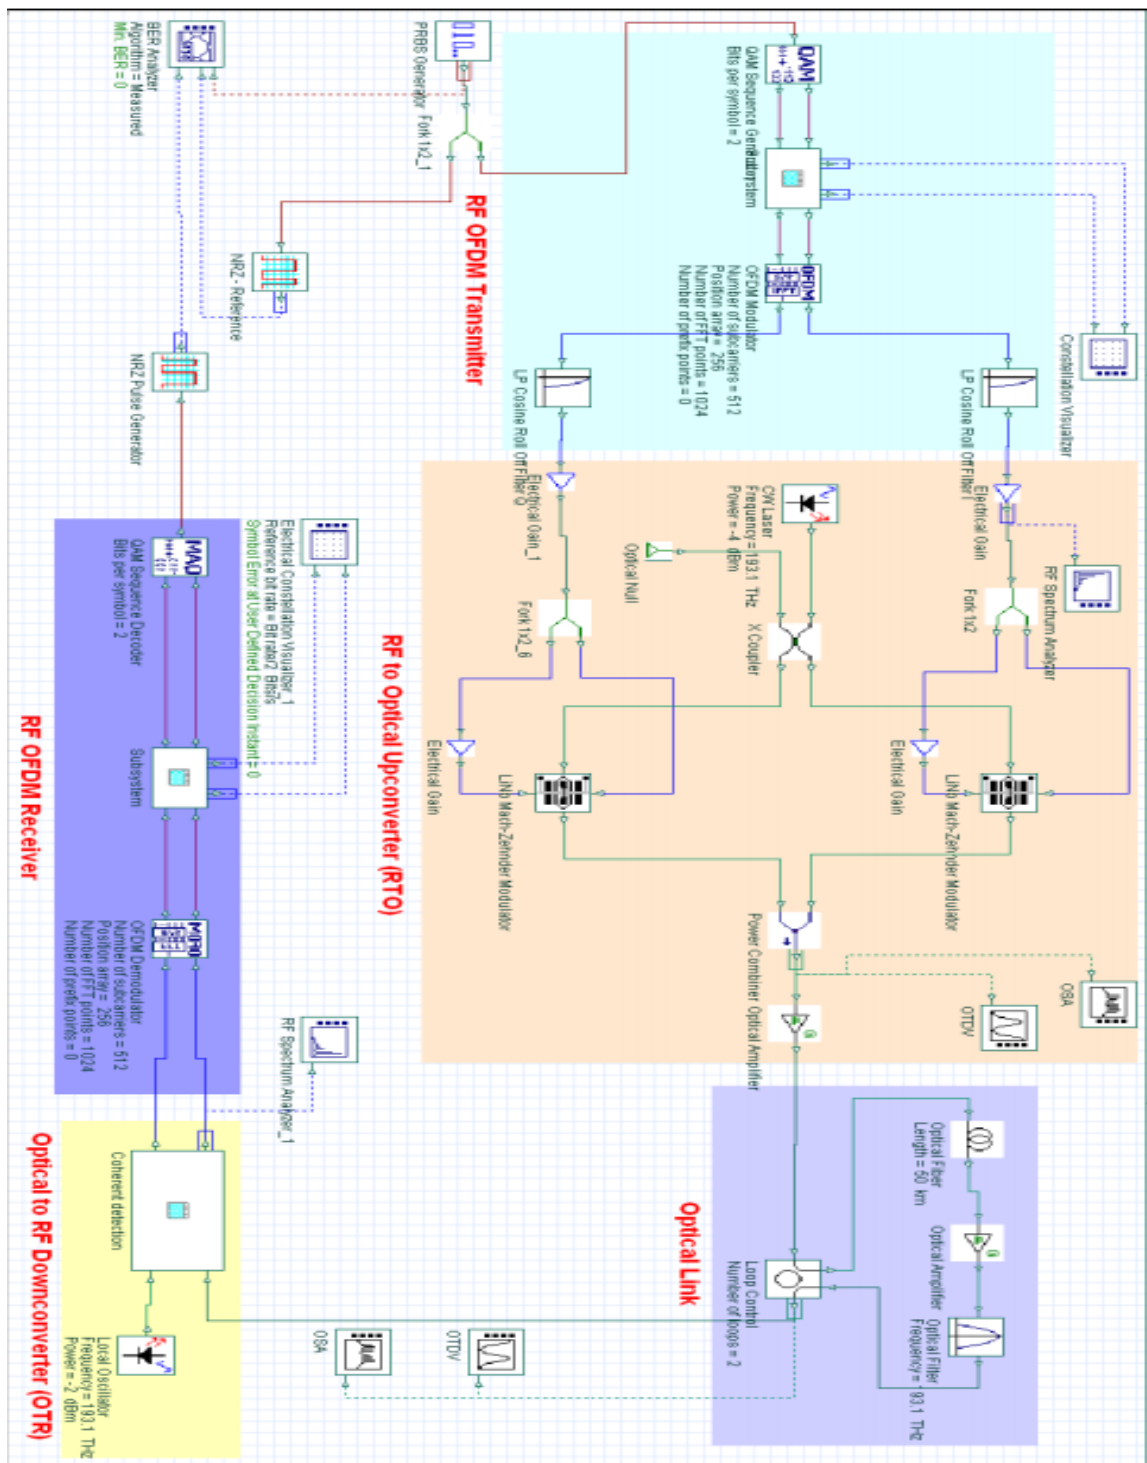 BER Analyzer
Algorithm = Measured
Min. BER = 0
PRBS Generator
Fork 1x2_1
QAM
QAM Sequence Generator
Bits per symbol = 2
Subsystem
OFDM
OFDM Modulator
Number of subcarriers = 512
Position array = 256
Number of FFT points = 1024
Number of prefix points = 0
Constellation Visualizer
LP Cosine Roll Off Filter I
LP Cosine Roll Off Filter Q
RF OFDM Transmitter
NRZ - Reference
NRZ Pulse Generator
Electrical Gain_1
Electrical Gain
RF Spectrum Analyzer
Fork 1x2
Fork 1x2_6
CW Laser
Frequency = 193.1 THz
Power = -4 dBm
Optical Null
X Coupler
Electrical Gain
LiNb Mach-Zehnder Modulator
Electrical Gain
LiNb Mach-Zehnder Modulator
Power Combiner
Optical Amplifier
OSA
OTDV
RF to Optical Upconverter (RTO)
Optical Fiber
Length = 60 km
Optical Amplifier
Optical Filter
Frequency = 193.1 THz
Loop Control
Number of loops = 2
Optical Link
OTDV
OSA
Local Oscillator
Frequency = 193.1 THz
Power = -2 dBm
Coherent detection
Optical to RF Downconverter (OTR)
RF Spectrum Analyzer_1
OFDM Demodulator
Number of subcarriers = 512
Position array = 256
Number of FFT points = 1024
Number of prefix points = 0
Subsystem
Electrical Constellation Visualizer_1
Reference bit rate = Bit rate/2 Bits/s
Symbol Error at User Defined Decision Instant = 0
QAM Sequence Decoder
Bits per symbol = 2
RF OFDM Receiver